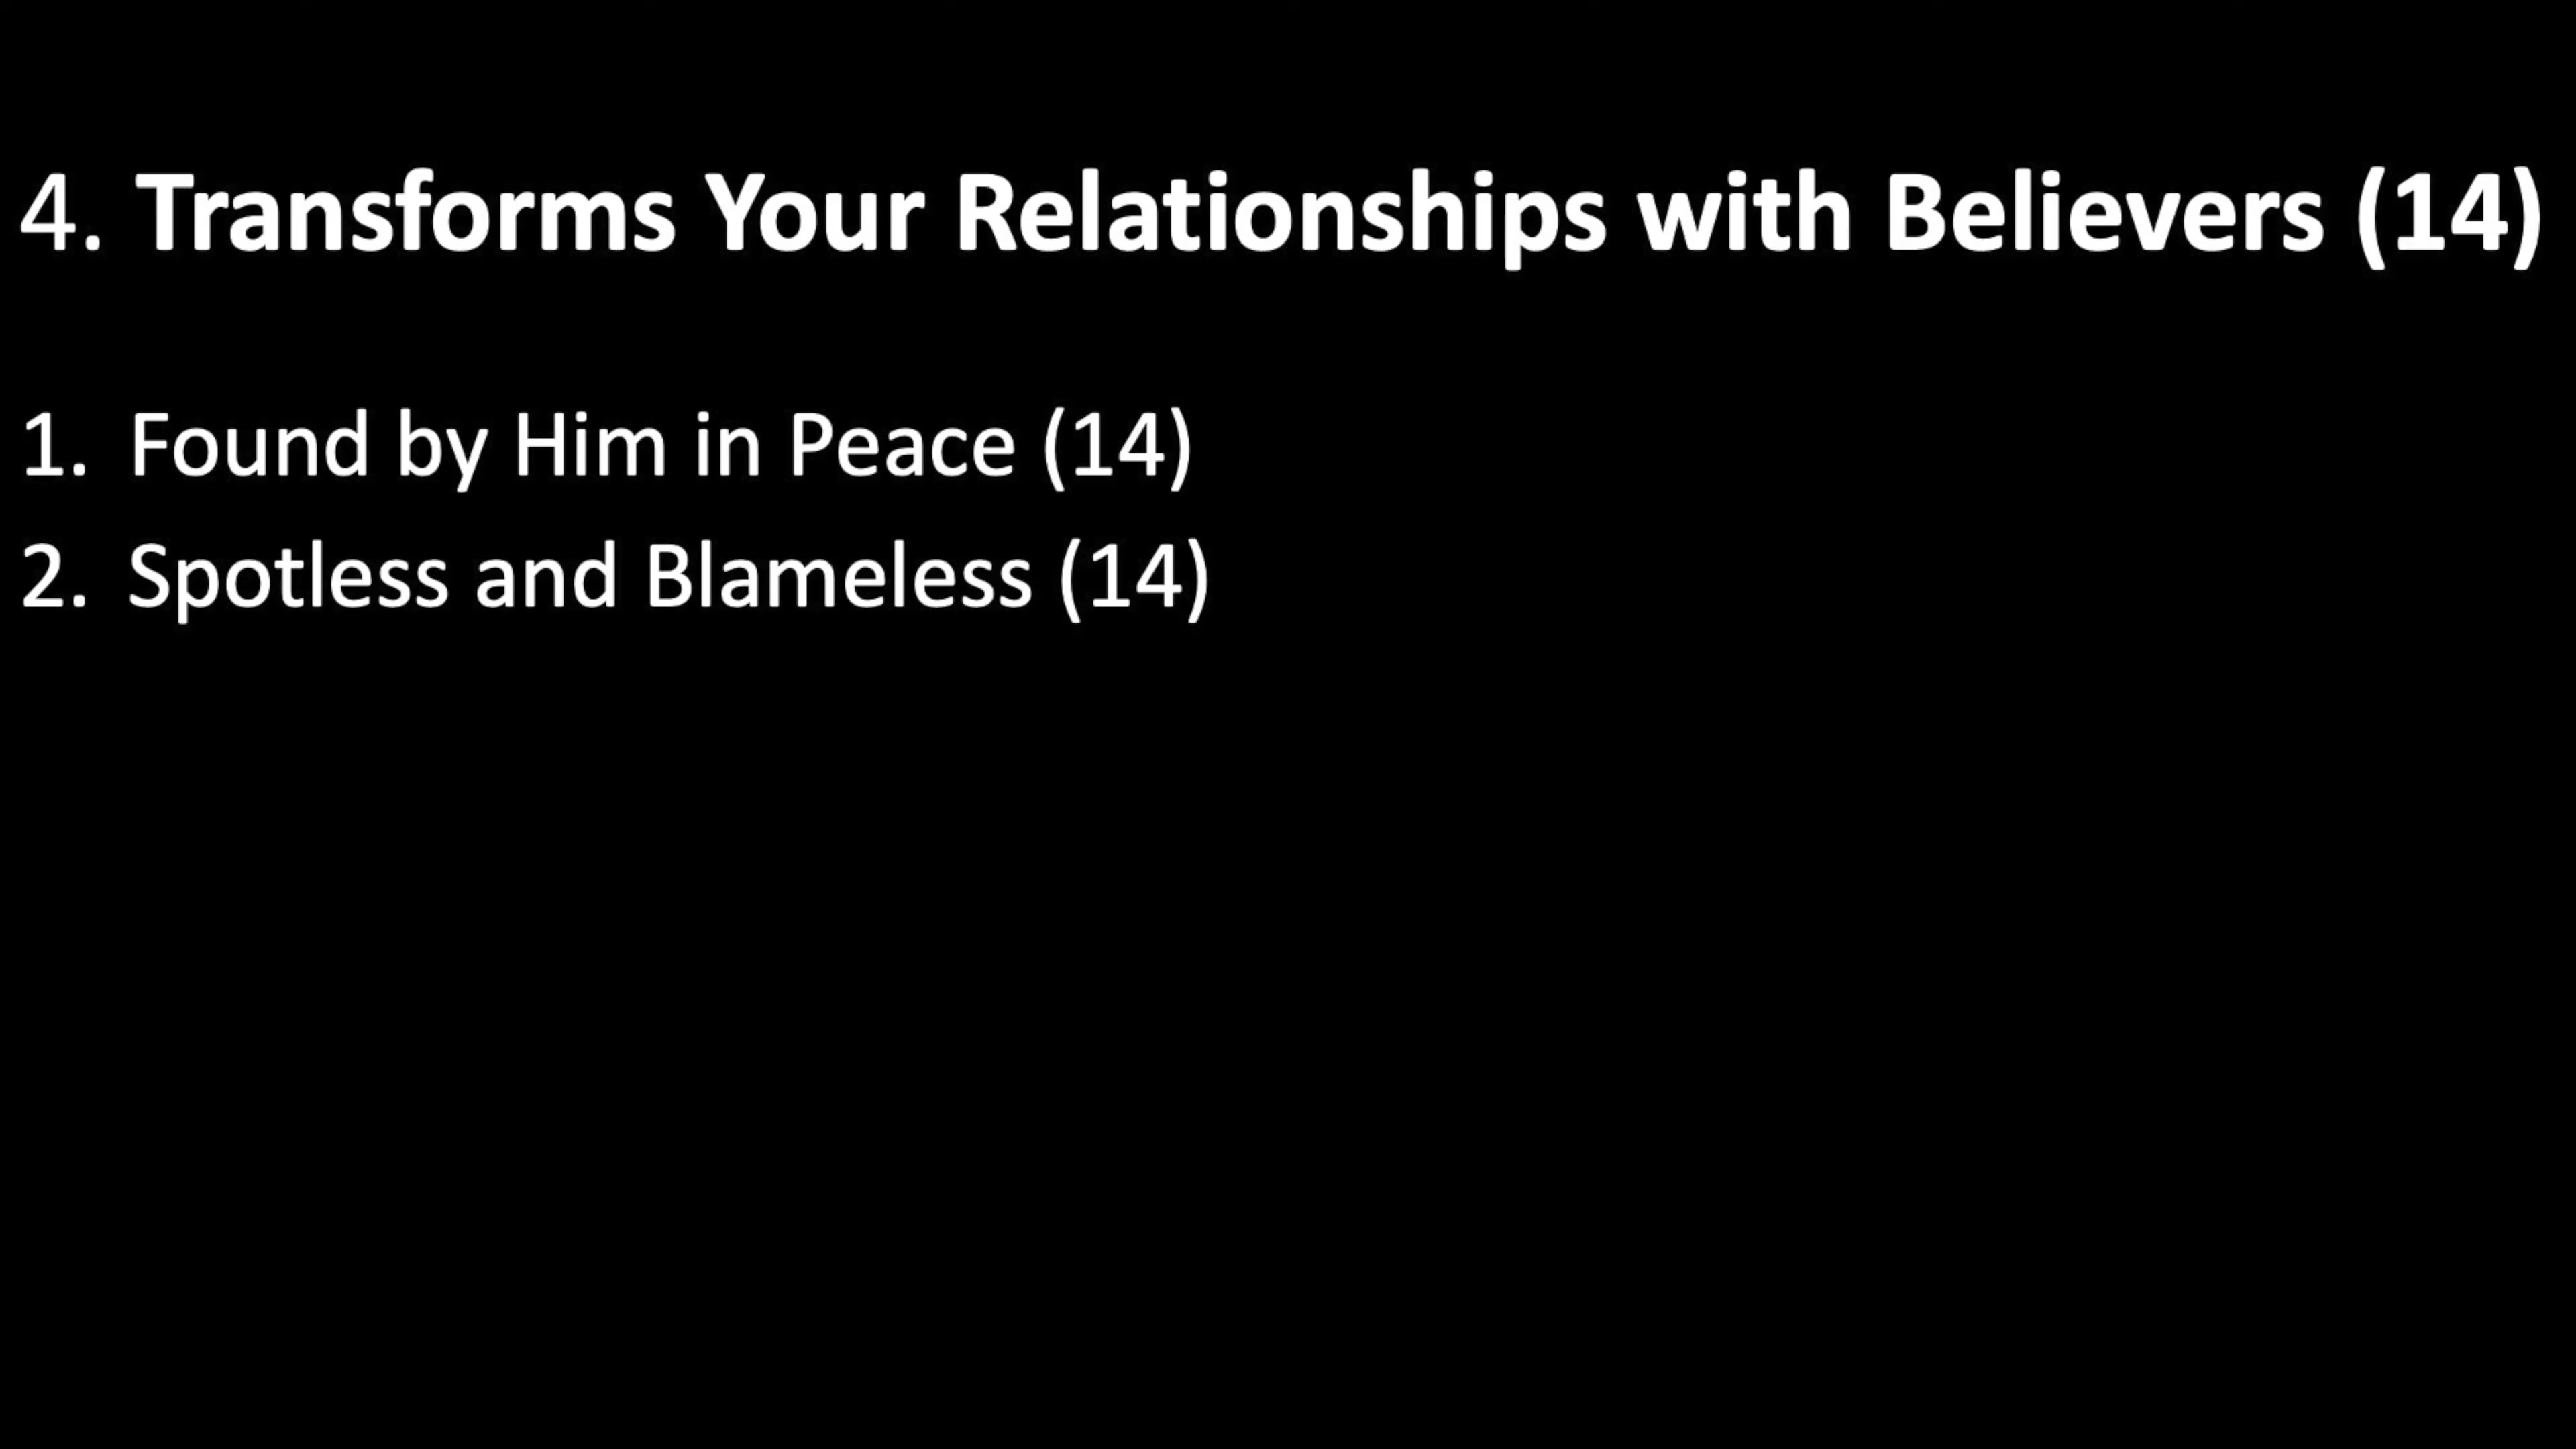 4. Transforms Your Relationships with Believers (14)
1. Found by Him in Peace (14)
2. Spotless and Blameless (14)